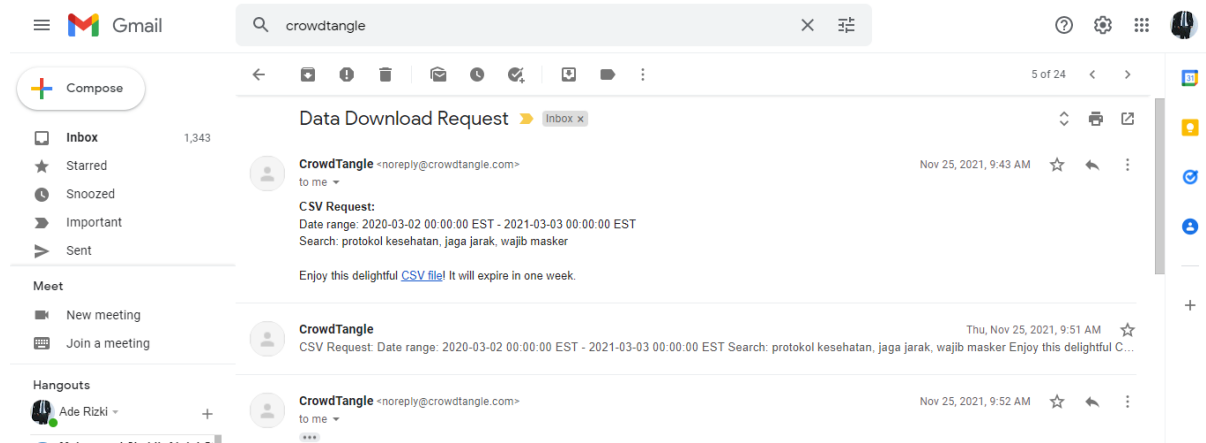 Gmail
crowdtangle
Compose
5 of 24
31
Inbox 1,343
Starred
Snoozed
Important
Sent
Meet
New meeting
Join a meeting
Hangouts
Ade Rizki
Data Download Request Inbox x
CrowdTangle <noreply@crowdtangle.com> Nov 25, 2021, 9:43 AM
to me
CSV Request:
Date range: 2020-03-02 00:00:00 EST - 2021-03-03 00:00:00 EST
Search: protokol kesehatan, jaga jarak, wajib masker
Enjoy this delightful CSV file! It will expire in one week.
CrowdTangle Thu, Nov 25, 2021, 9:51 AM
CSV Request: Date range: 2020-03-02 00:00:00 EST - 2021-03-03 00:00:00 EST Search: protokol kesehatan, jaga jarak, wajib masker Enjoy this delightful C...
CrowdTangle <noreply@crowdtangle.com> Nov 25, 2021, 9:52 AM
to me